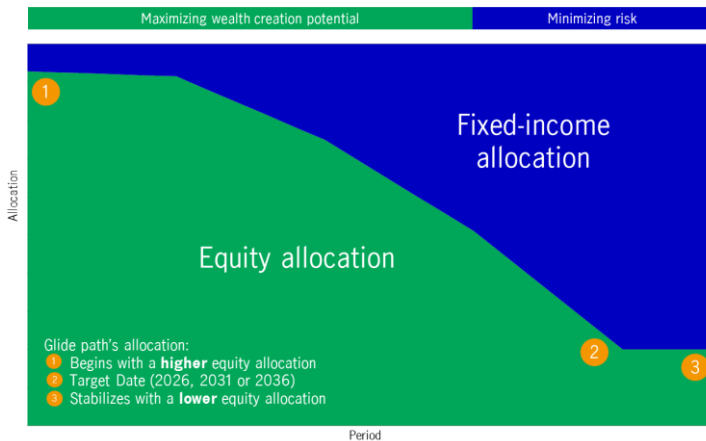 Maximizing wealth creation potential
Minimizing risk
1
Fixed-income
allocation
Allocation
Equity allocation
Glide path's allocation:
1 Begins with a higher equity allocation
2 Target Date (2026, 2031 or 2036)
3 Stabilizes with a lower equity allocation
2
3
Period